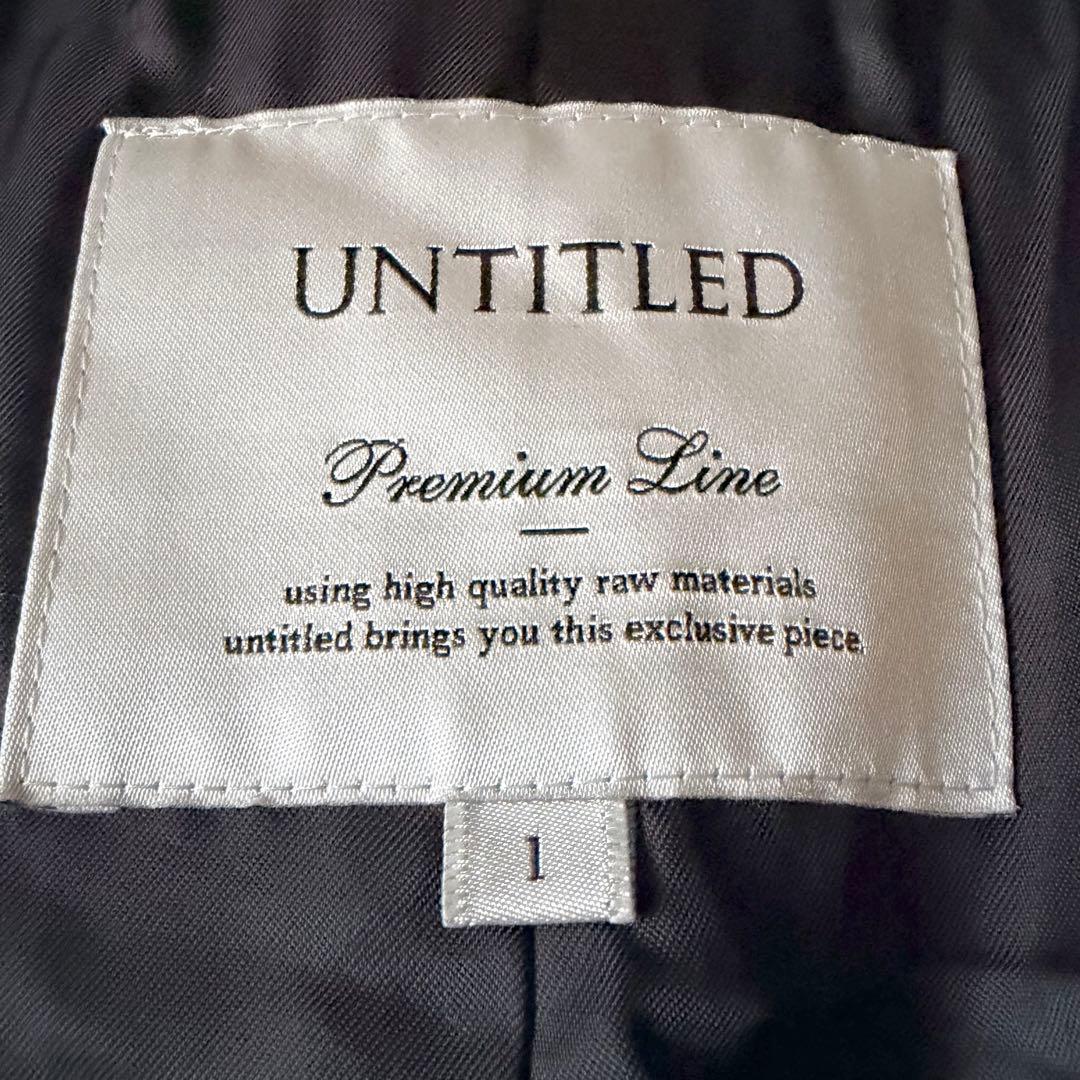 UNTITLED
Premium Line
using high quality raw materials
untitled brings you this exclusive piece.
1